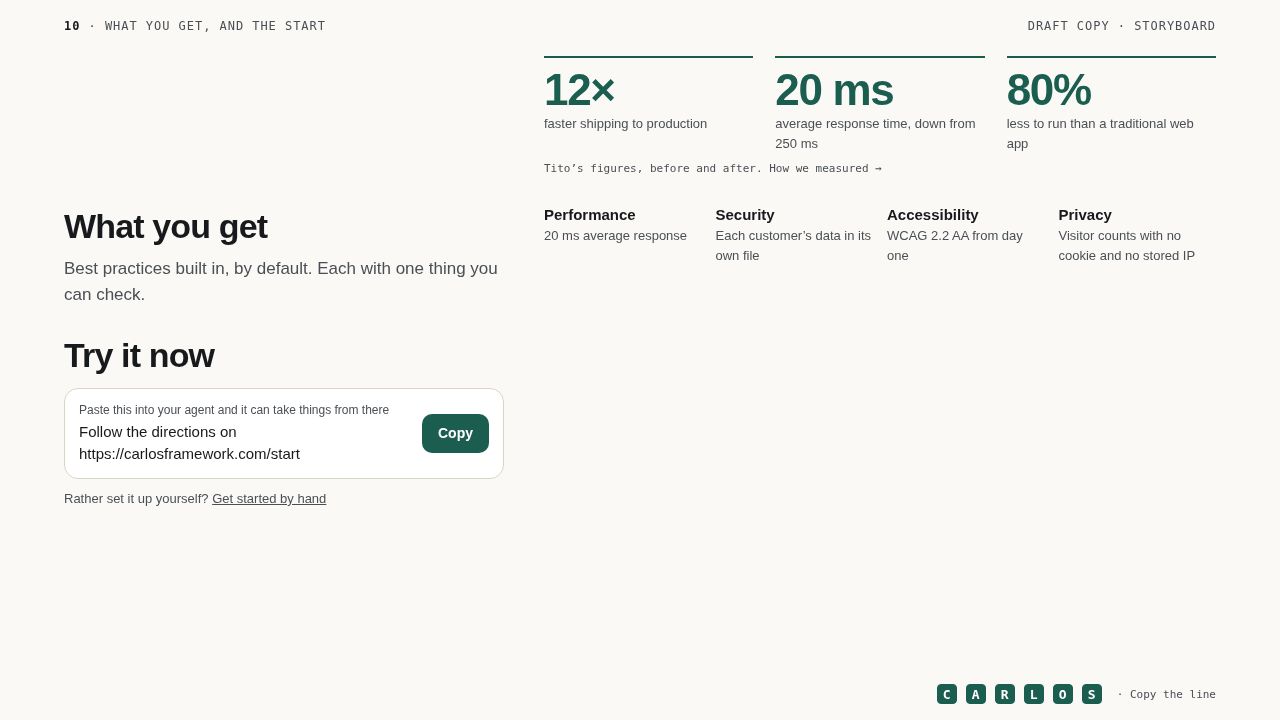 10 · WHAT YOU GET, AND THE START
DRAFT COPY · STORYBOARD
12×
faster shipping to production
20 ms
average response time, down from
250 ms
80%
less to run than a traditional web
app
Tito’s figures, before and after. How we measured →
What you get
Best practices built in, by default. Each with one thing you
can check.
Performance
20 ms average response
Security
Each customer’s data in its
own file
Accessibility
WCAG 2.2 AA from day
one
Privacy
Visitor counts with no
cookie and no stored IP
Try it now
Paste this into your agent and it can take things from there
Follow the directions on
https://carlosframework.com/start
Copy
Rather set it up yourself? Get started by hand
C A R L O S · Copy the line